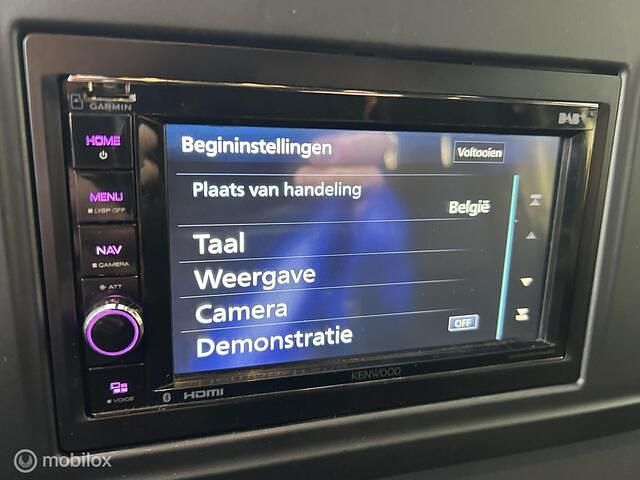 GARMIN
DAB
HOME
Begininstellingen
Voltooien
MENU
DISP OFF
Plaats van handeling
België
NAV
CAMERA
Taal
Weergave
ATT
Camera
Demonstratie
OFF
VOICE
HDMI
KENWOOD
mobilox